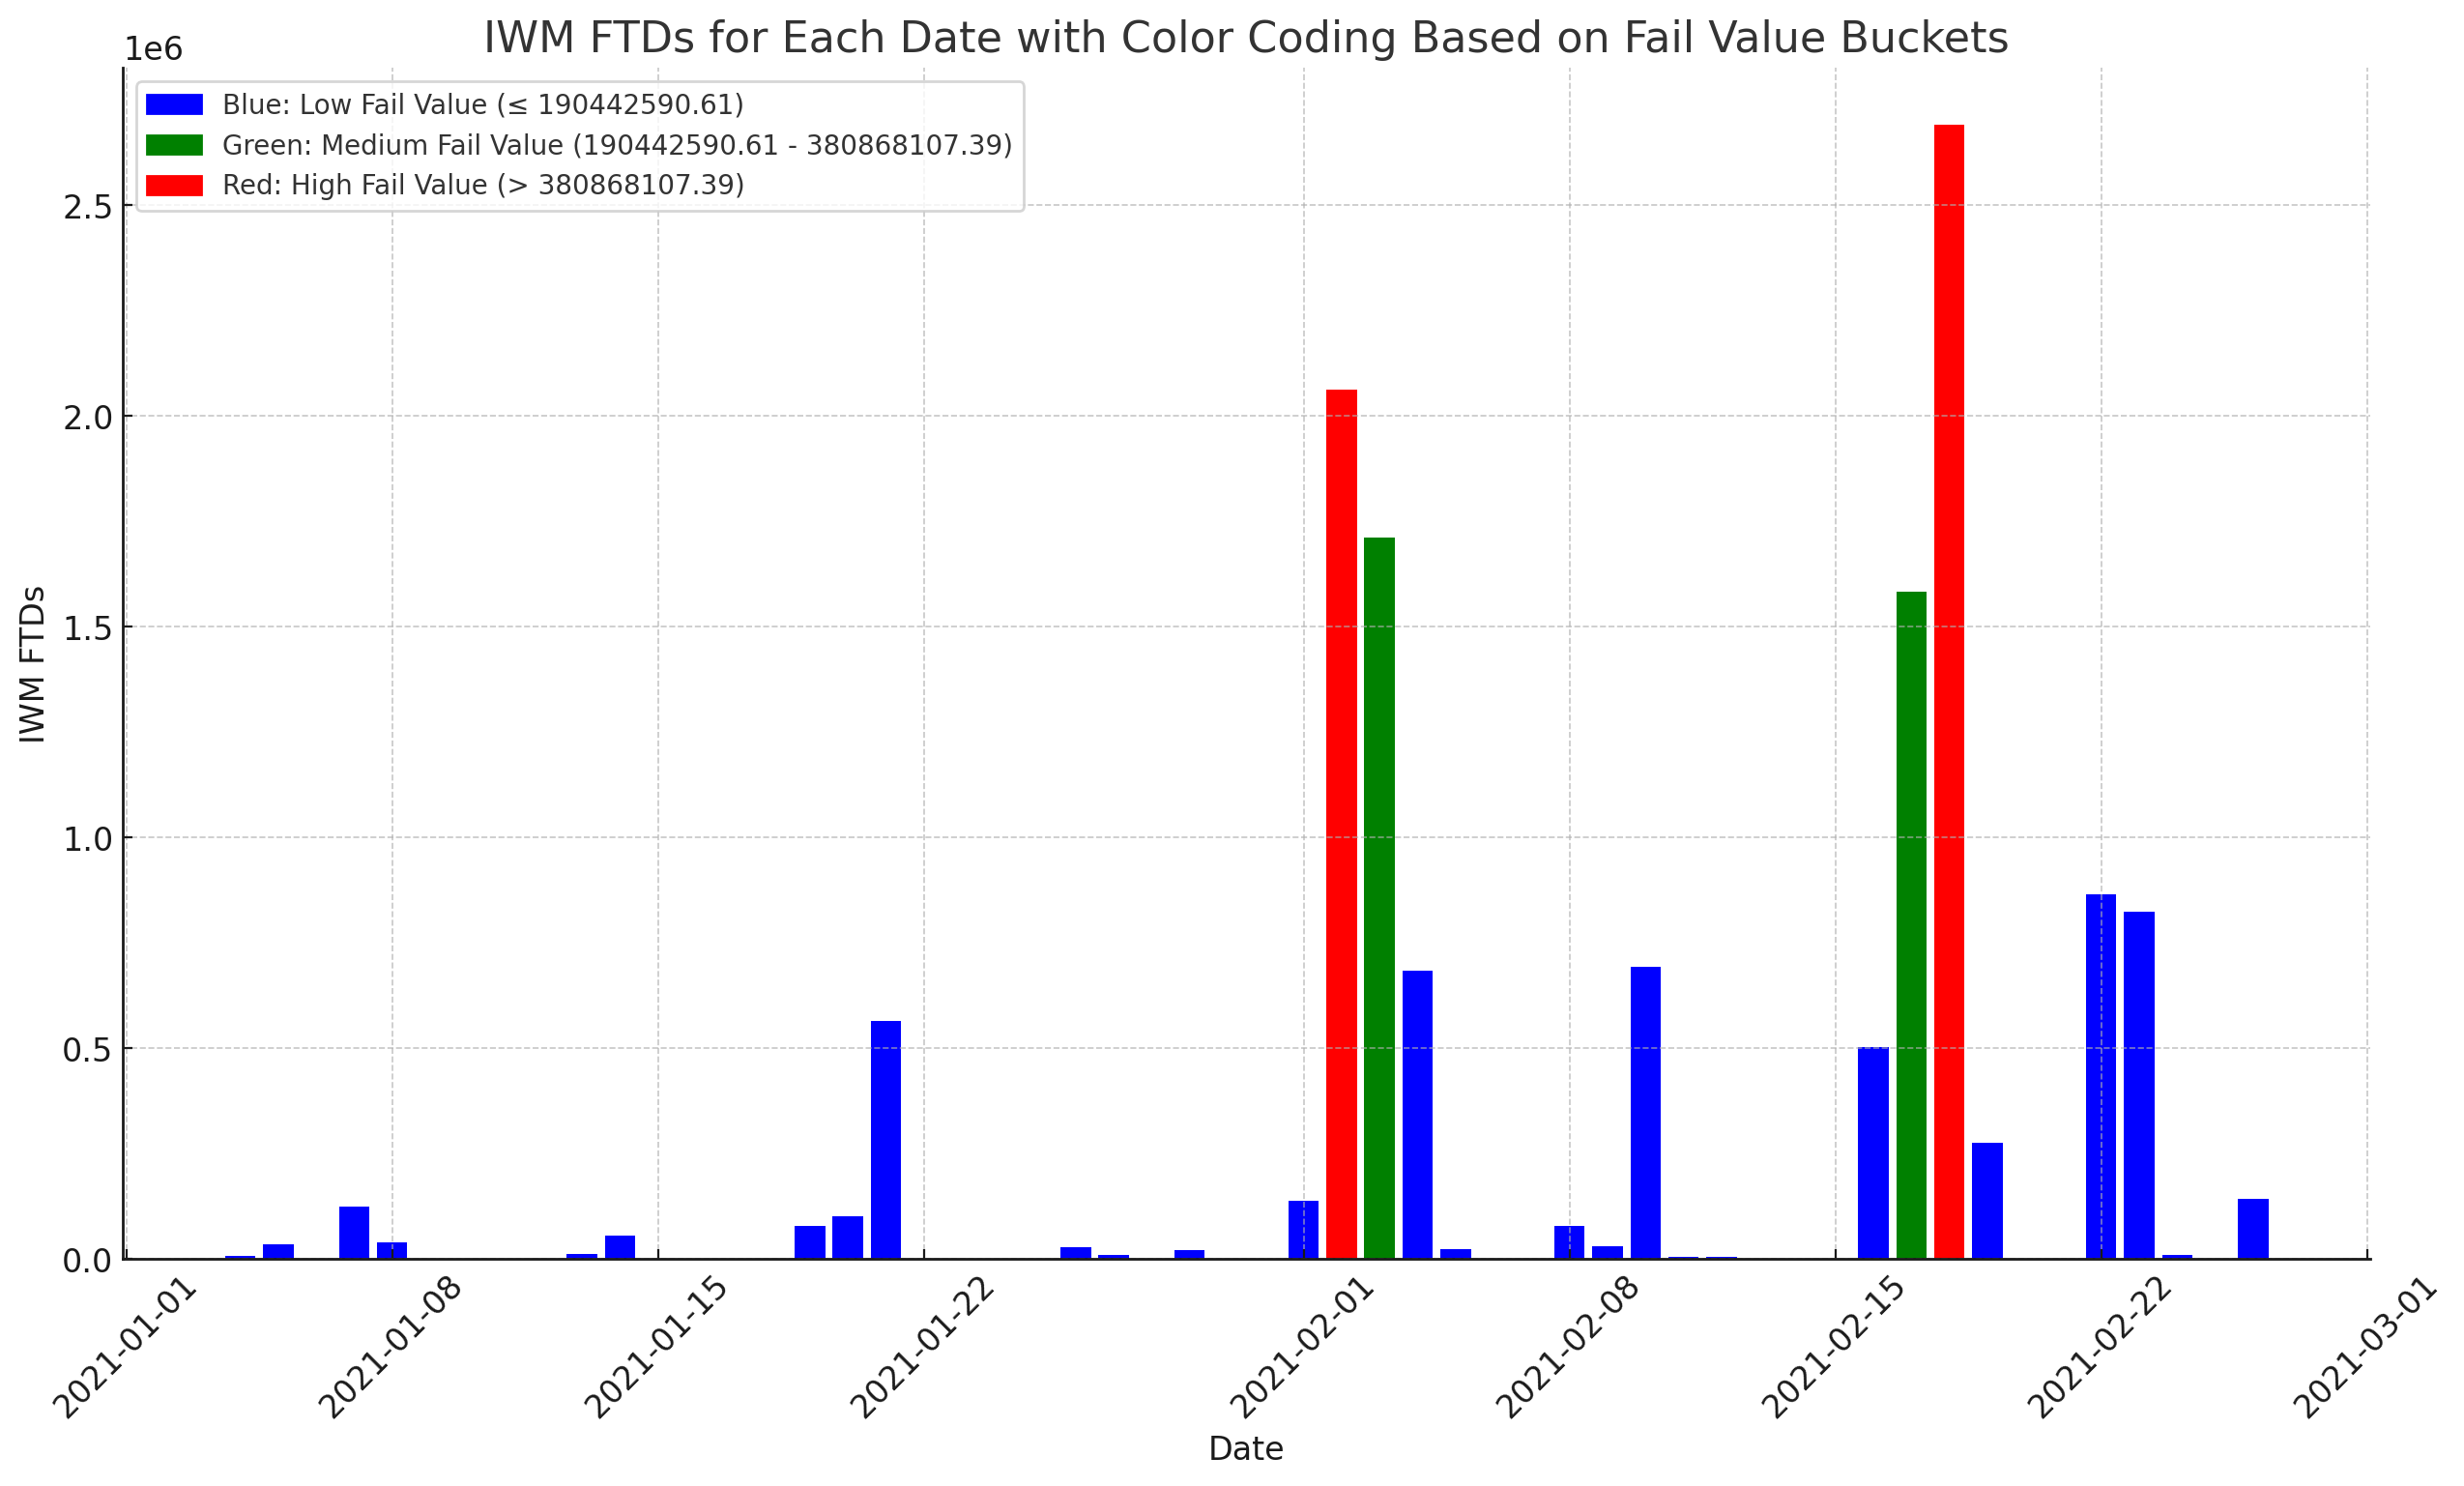 IWM FTDs for Each Date with Color Coding Based on Fail Value Buckets
1e6
Blue: Low Fail Value (≤ 190442590.61)
Green: Medium Fail Value (190442590.61 - 380868107.39)
Red: High Fail Value (> 380868107.39)
2.5
2.0
1.5
1.0
0.5
0.0
IWM FTDs
2021-01-01
2021-01-08
2021-01-15
2021-01-22
2021-02-01
2021-02-08
2021-02-15
2021-02-22
2021-03-01
Date